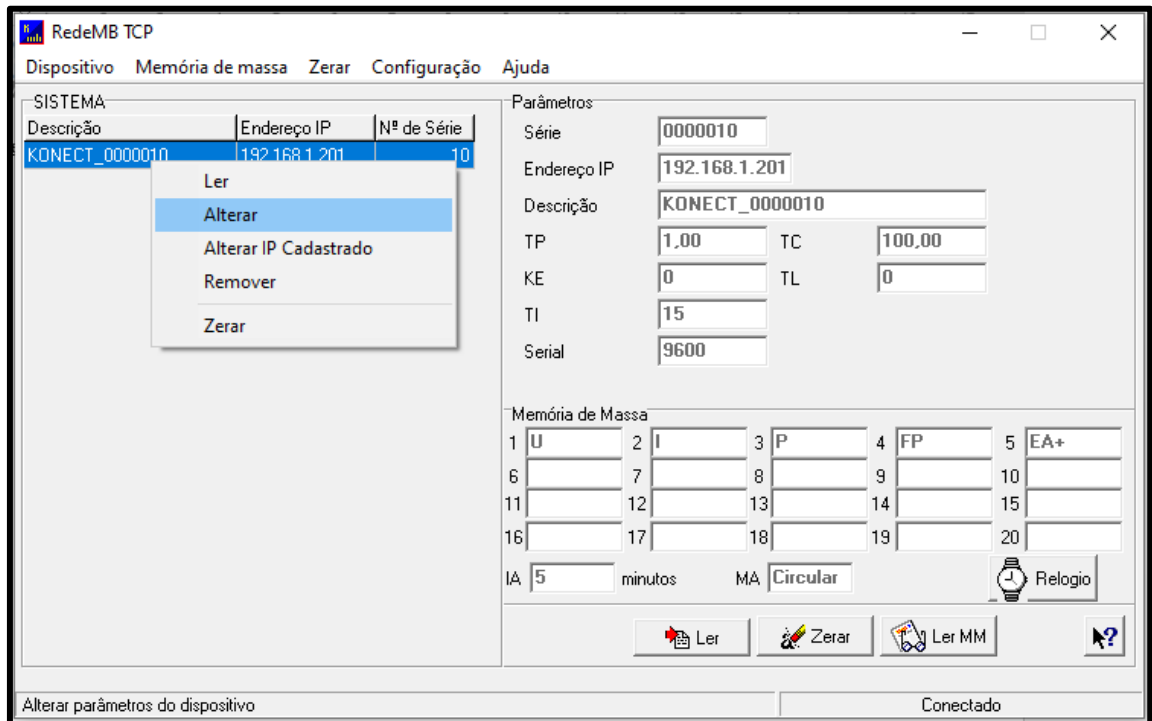 RedeMB TCP
Dispositivo Memória de massa Zerar Configuração Ajuda
SISTEMA
Descrição Endereço IP Nº de Série
KONECT_0000010 192.168.1.201 10
Ler
Alterar
Alterar IP Cadastrado
Remover
Zerar
Parâmetros
Série 0000010
Endereço IP 192.168.1.201
Descrição KONECT_0000010
TP 1,00 TC 100,00
KE 0 TL 0
TI 15
Serial 9600
Memória de Massa
1 U 2 I 3 P 4 FP 5 EA+
6 7 8 9 10
11 12 13 14 15
16 17 18 19 20
IA 5 minutos MA Circular Relogio
Ler Zerar Ler MM
Alterar parâmetros do dispositivo Conectado